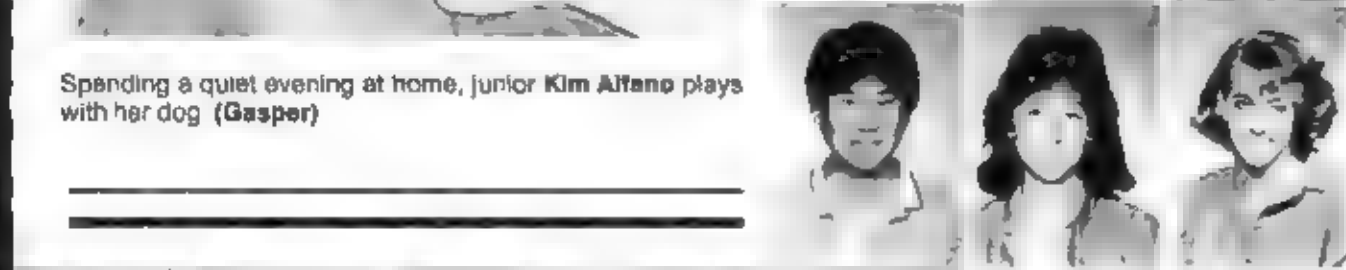 Spending a quiet evening at home, junior Kim Alfano plays
with her dog (Gasper)